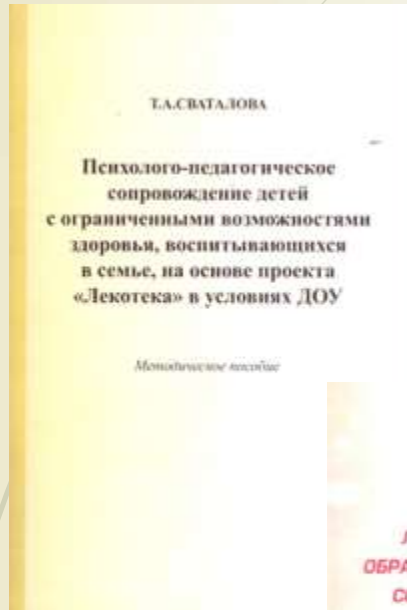 Т.А.СВАТАЛОВА
Психолого-педагогическое
сопровождение детей
с ограниченными возможностями
здоровья, воспитывающихся
в семье, на основе проекта
«Лекотека» в условиях ДОУ
Методическое пособие
ОБРА